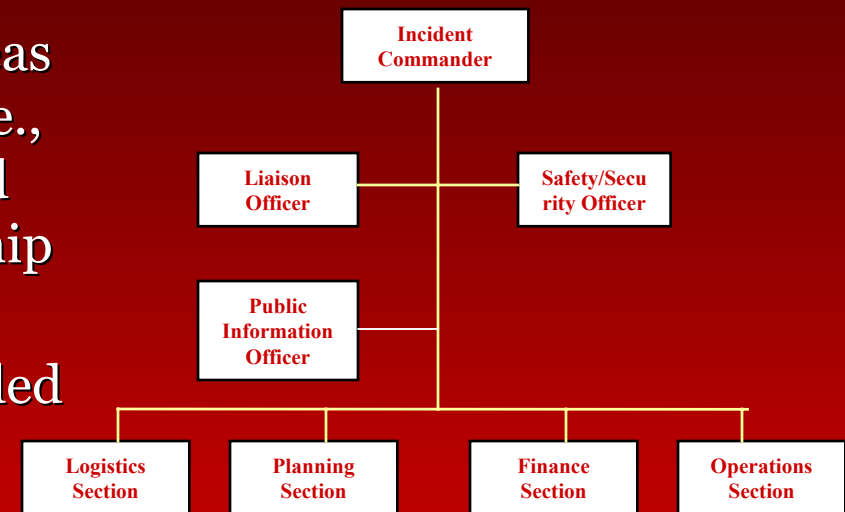 Incident
Commander
Liaison
Officer
Safety/Secu
rity Officer
Public
Information
Officer
Logistics
Section
Planning
Section
Finance
Section
Operations
Section